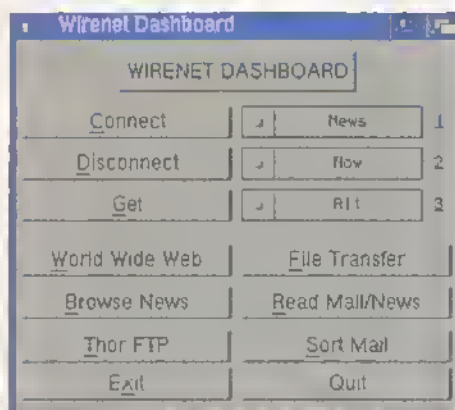 Wirenet Dashboard
WIRENET DASHBOARD
Connect News 1
Disconnect Now 2
Get Alt 3
World Wide Web File Transfer
Browse News Read Mail/News
Thor FTP Sort Mail
Exit Quit